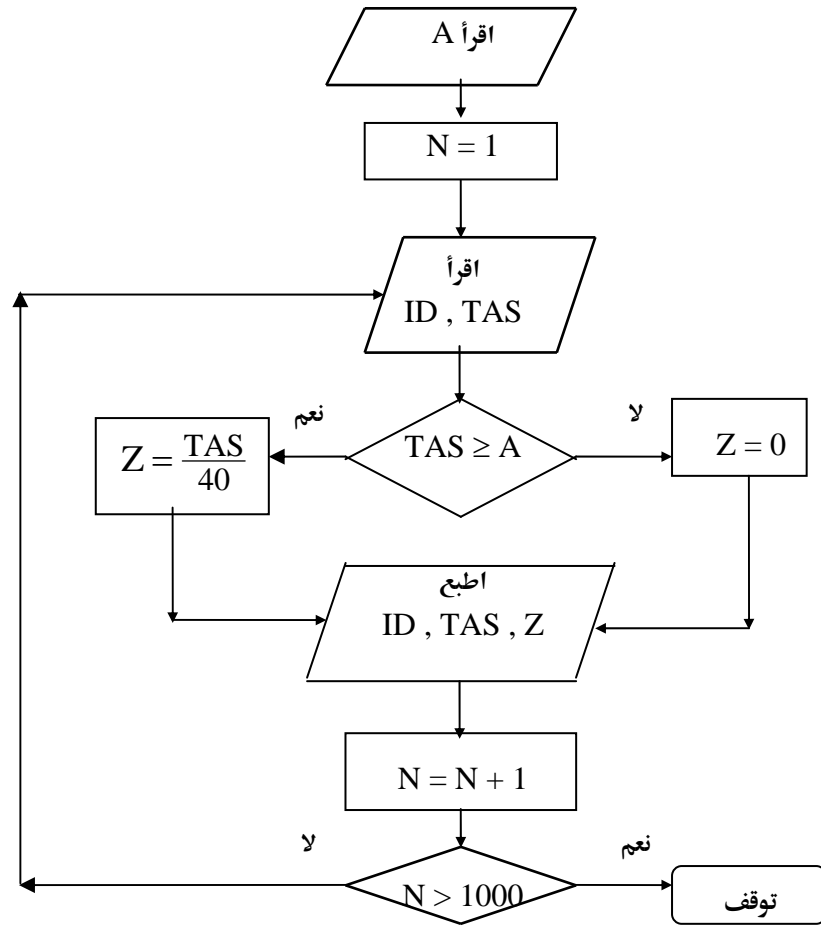 اقرأ A
N = 1
اقرأ
ID , TAS
نعم
لا
TAS ≥ A
Z = TAS/40
Z = 0
اطبع
ID , TAS , Z
N = N + 1
لا
نعم
N > 1000
توقف